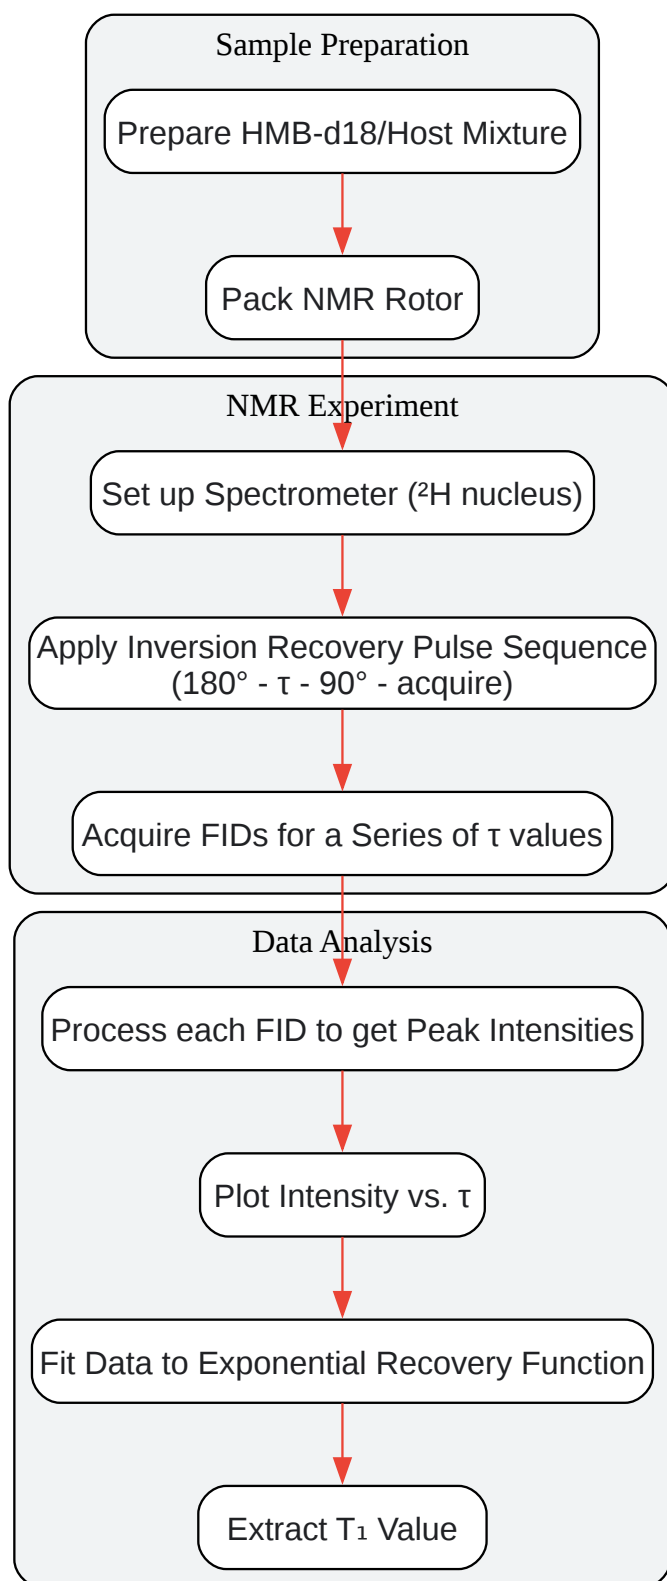 Sample Preparation
Prepare HMB-d18/Host Mixture
Pack NMR Rotor
NMR Experiment
Set up Spectrometer (²H nucleus)
Apply Inversion Recovery Pulse Sequence
(180° - τ - 90° - acquire)
Acquire FIDs for a Series of τ values
Data Analysis
Process each FID to get Peak Intensities
Plot Intensity vs. τ
Fit Data to Exponential Recovery Function
Extract T₁ Value